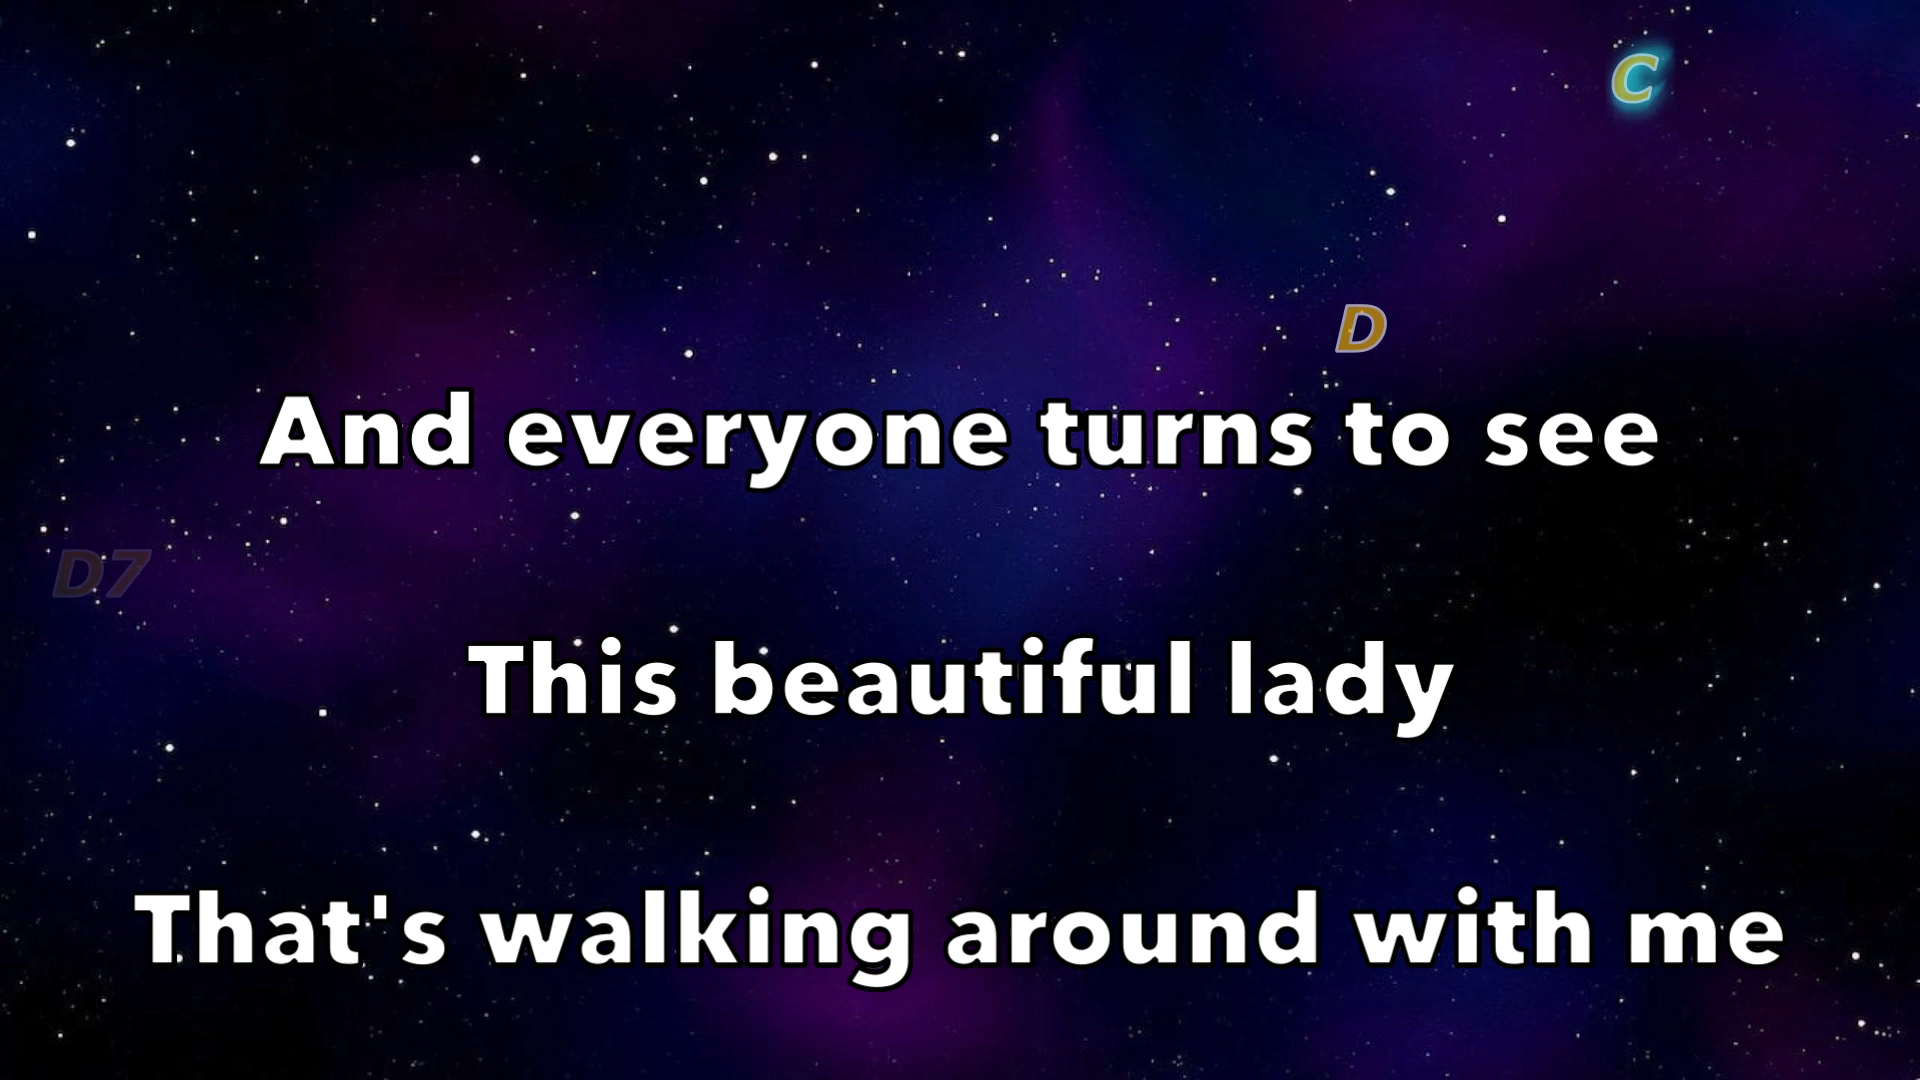 C
D
And everyone turns to see
D7
This beautiful lady
That's walking around with me